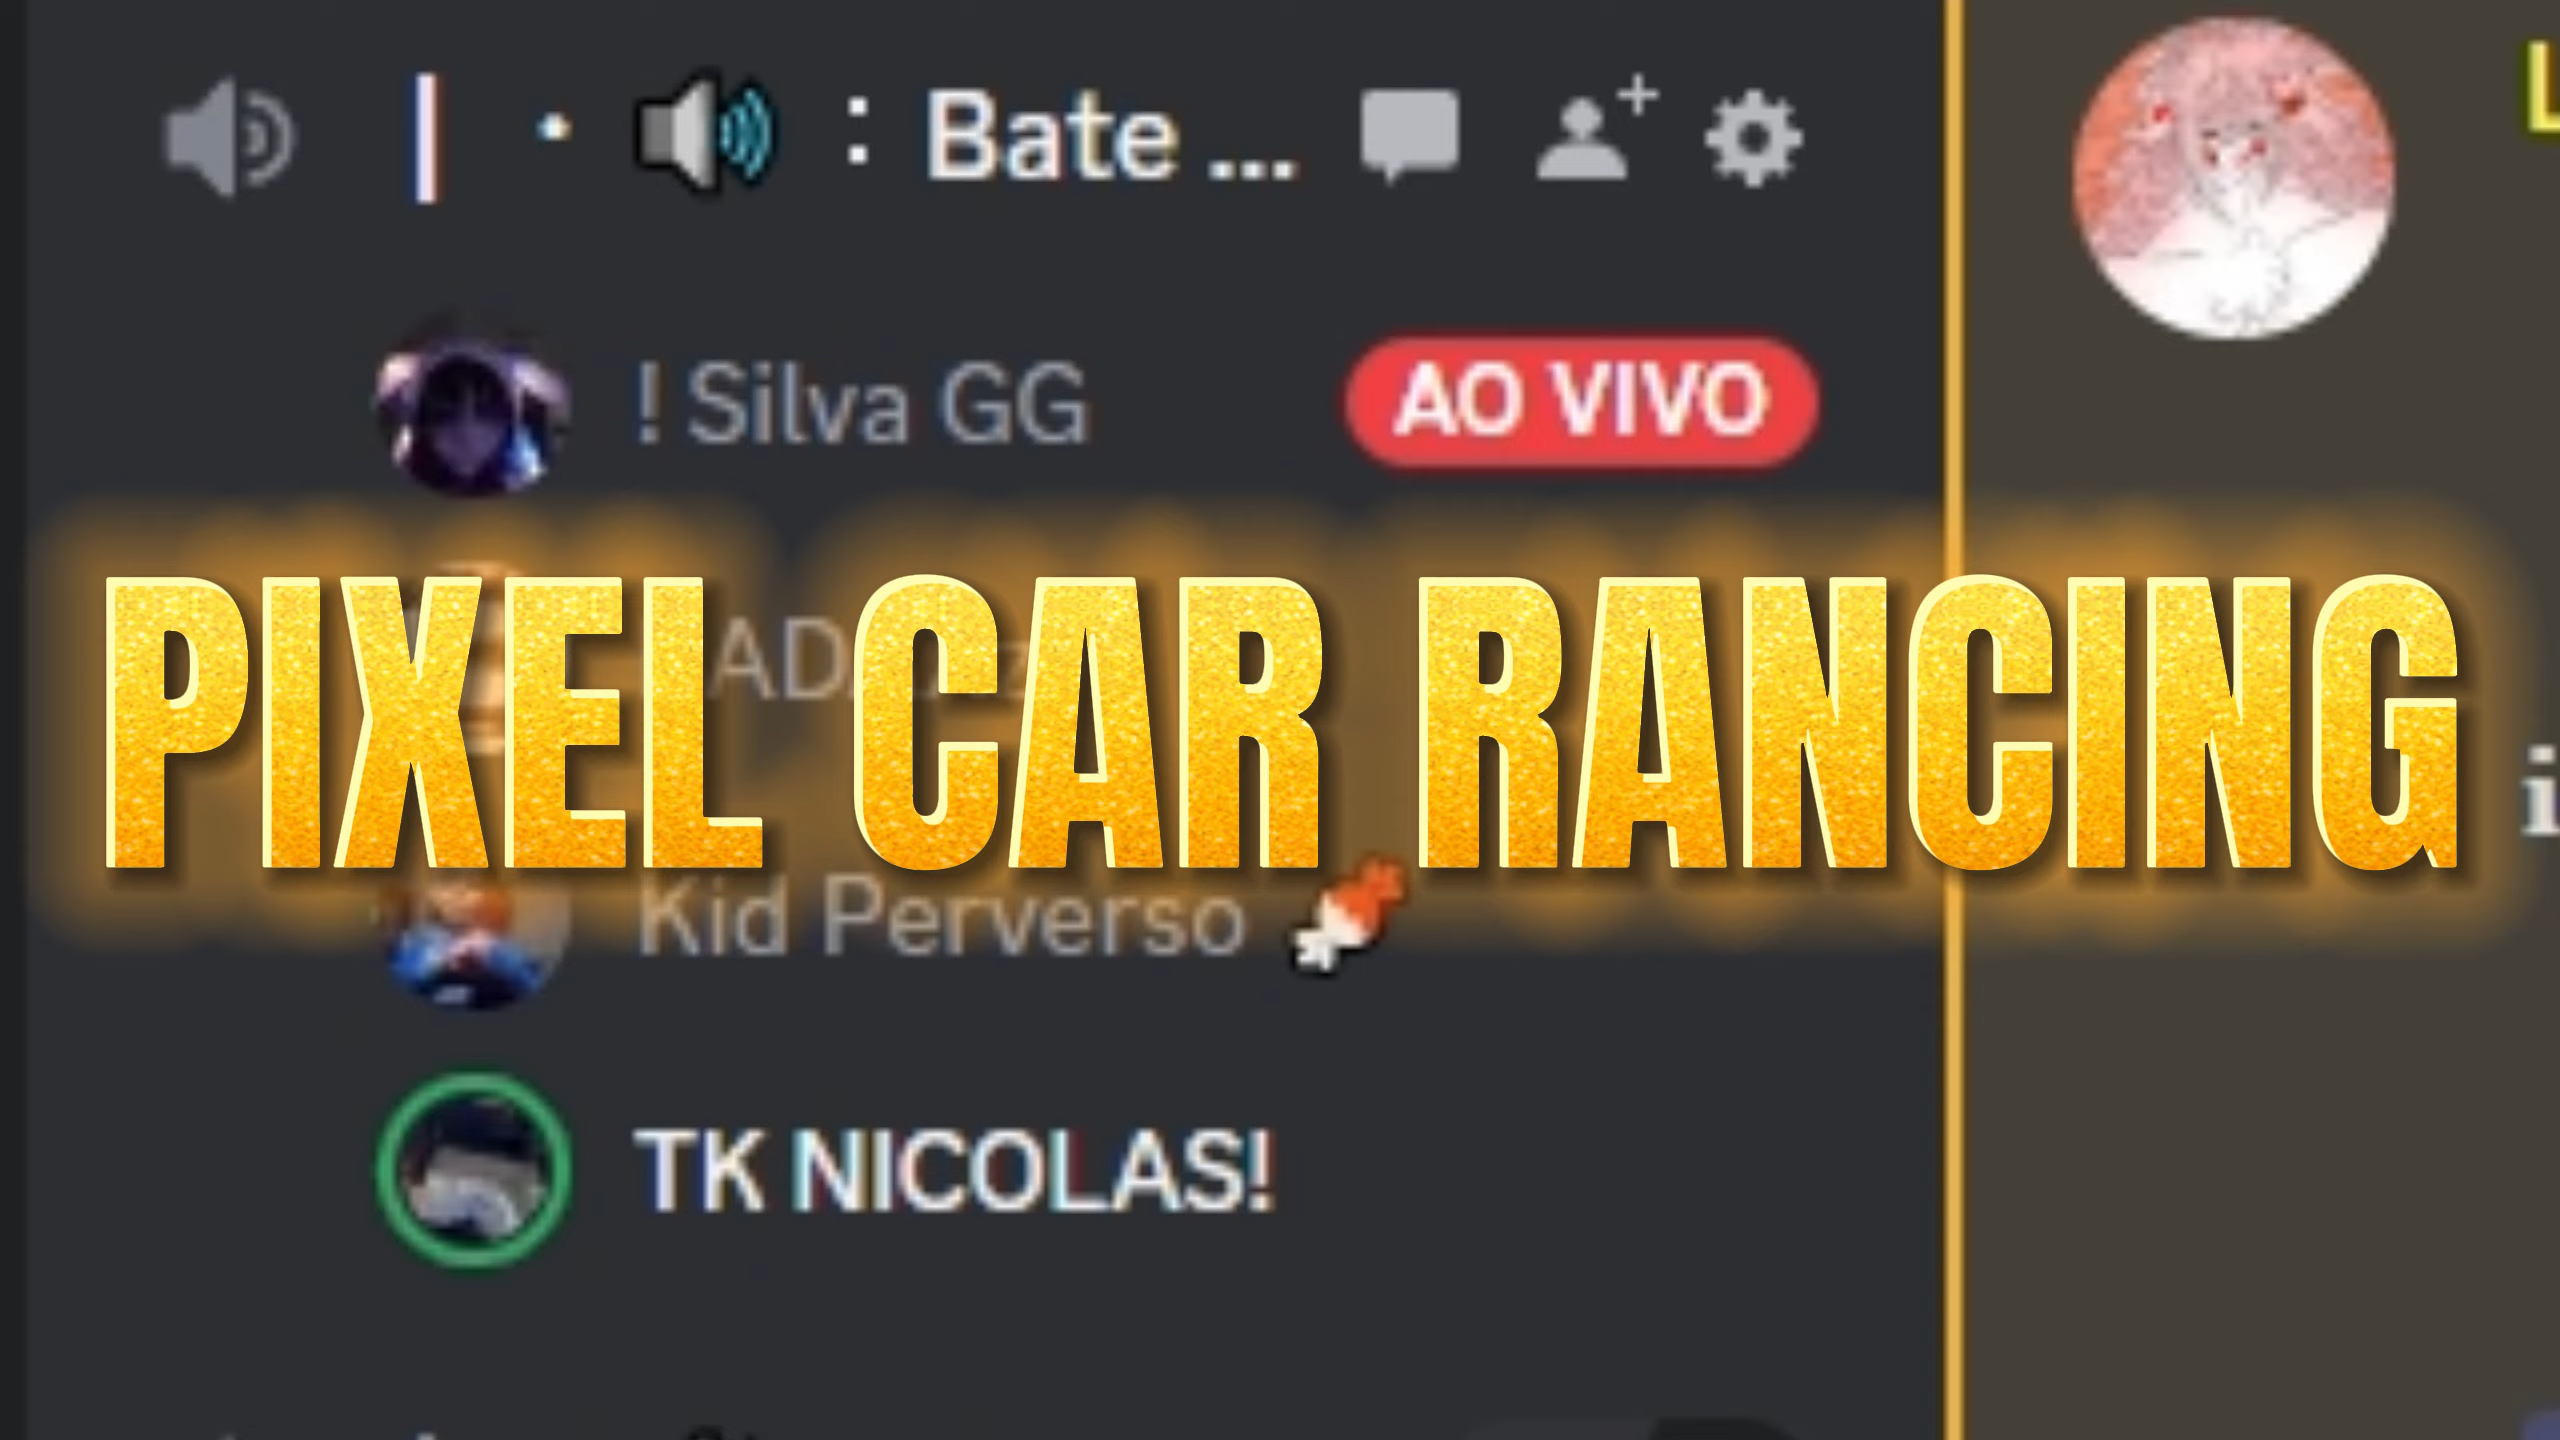 | · : Bate ...
! Silva GG AO VIVO
PIXEL CAR RANCING
Kid Perverso
TK NICOLAS!